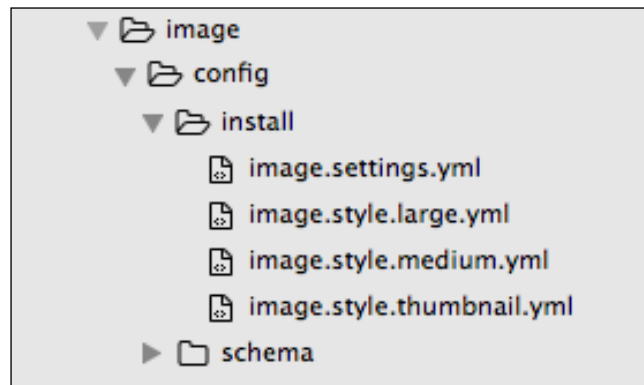 image
config
install
image.settings.yml
image.style.large.yml
image.style.medium.yml
image.style.thumbnail.yml
schema